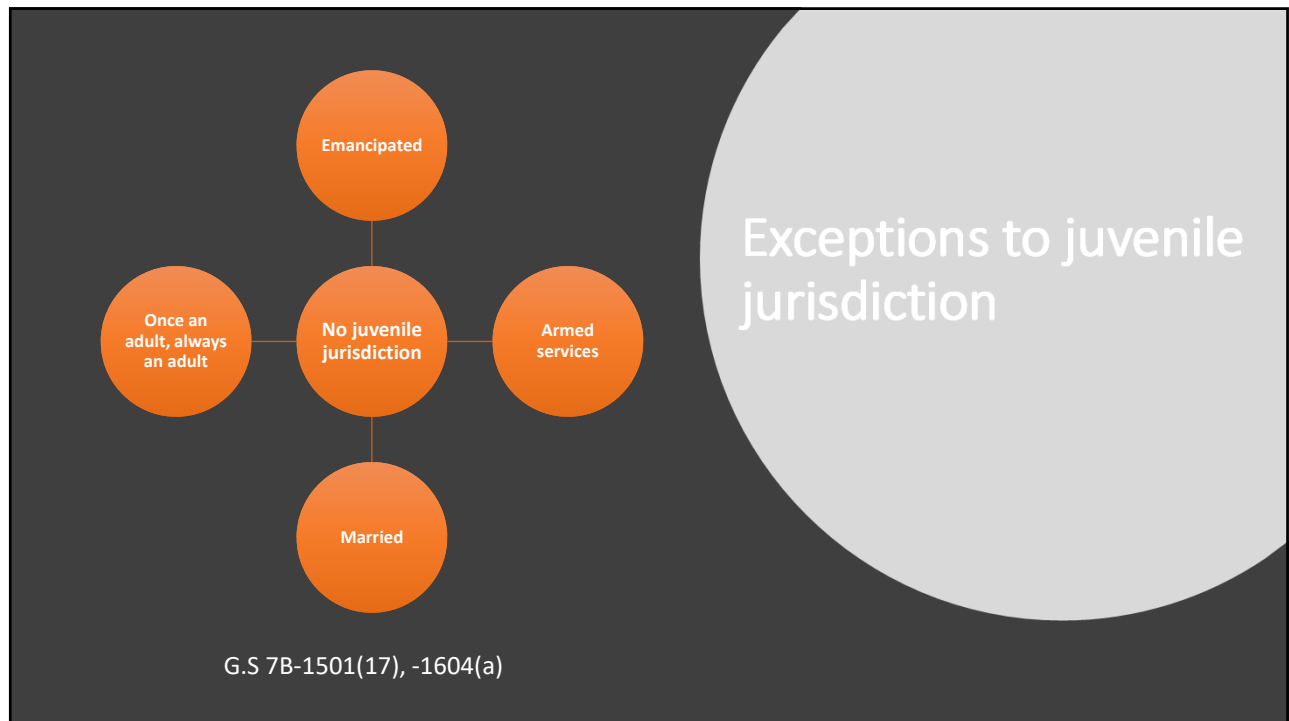 Exceptions to juvenile
jurisdiction
Emancipated
Once an
adult, always
an adult
No juvenile
jurisdiction
Armed
services
Married
G.S 7B-1501(17), -1604(a)